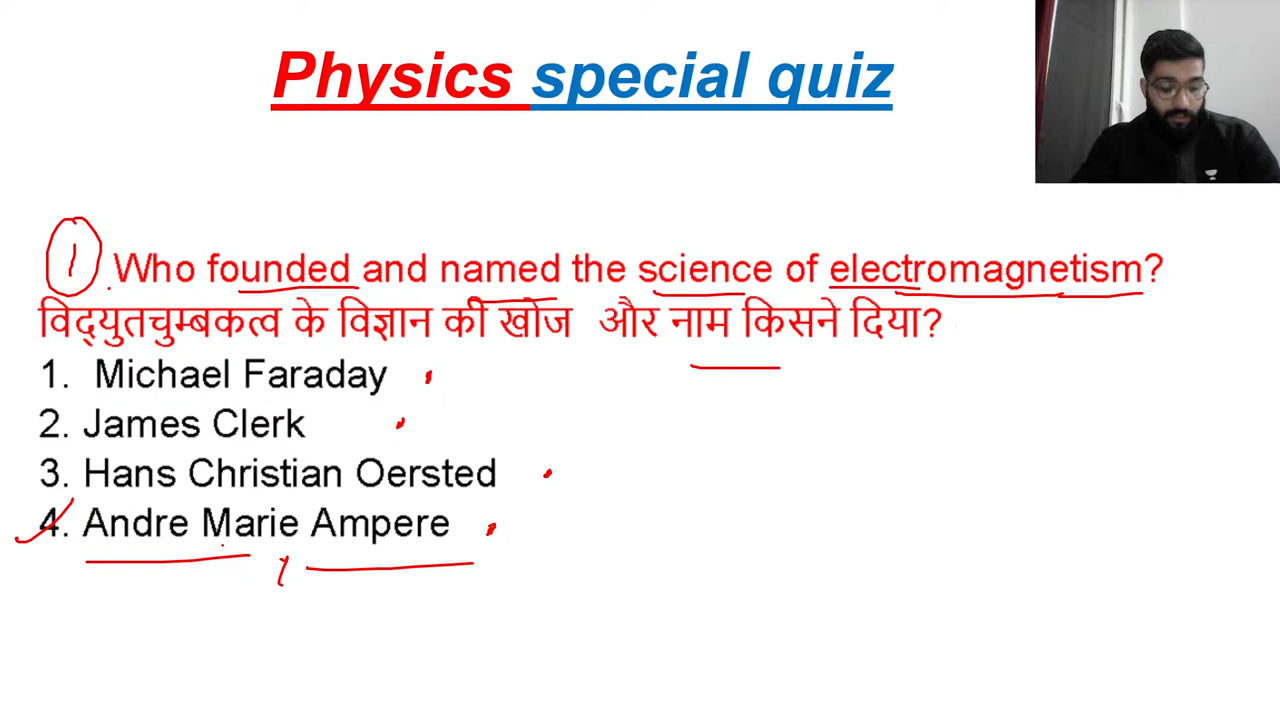 Physics special quiz
1 Who founded and named the science of electromagnetism?
विद्युतचुम्बकत्व के विज्ञान की खोज और नाम किसने दिया?
1. Michael Faraday
2. James Clerk
3. Hans Christian Oersted
4. Andre Marie Ampere